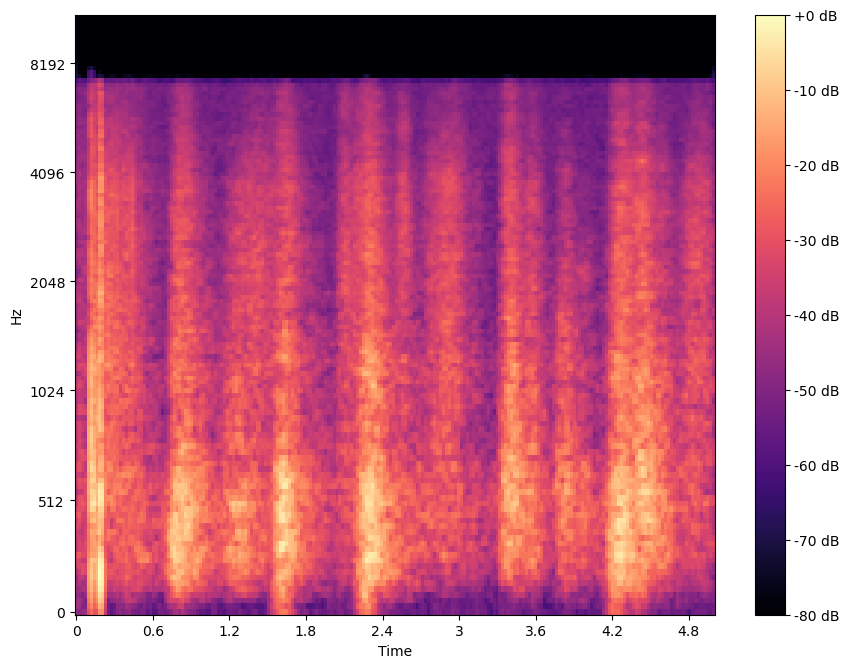 +0 dB
8192
-10 dB
4096
-20 dB
-30 dB
2048
-40 dB
Hz
1024
-50 dB
512
-60 dB
-70 dB
0
-80 dB
0 0.6 1.2 1.8 2.4 3 3.6 4.2 4.8
Time